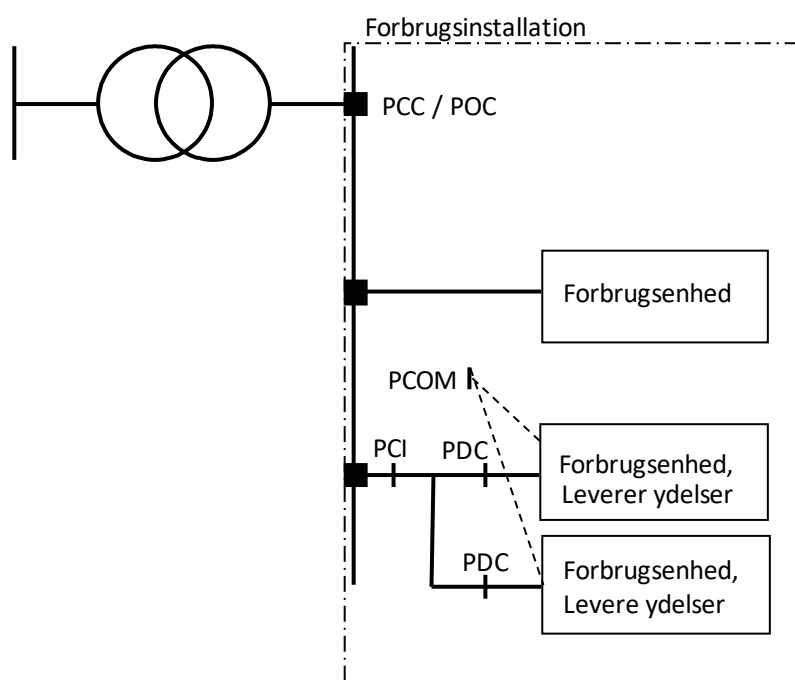 Forbrugsinstallation
PCC / POC
Forbrugsenhed
PCOM
PCI
PDC
Forbrugsenhed,
Leverer ydelser
PDC
Forbrugsenhed,
Levere ydelser